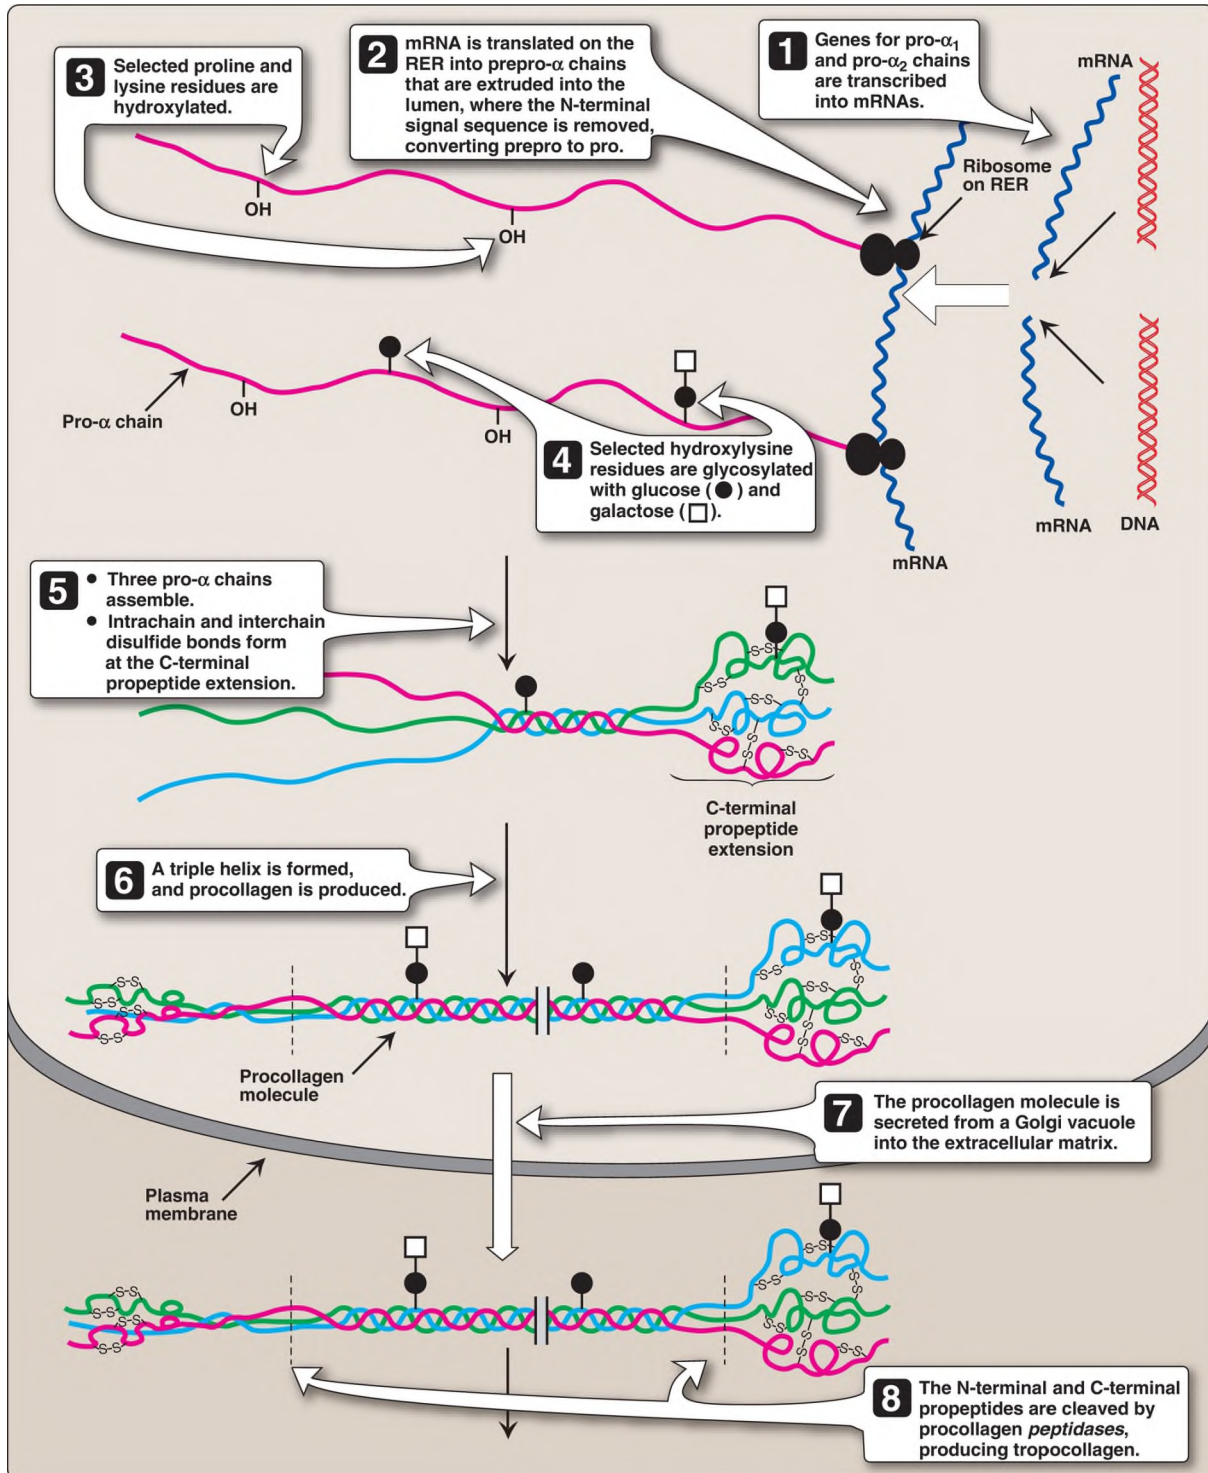 1
Genes for pro-α1
and pro-α2 chains
are transcribed
into mRNAs.
2
mRNA is translated on the
RER into prepro-α chains
that are extruded into the
lumen, where the N-terminal
signal sequence is removed,
converting prepro to pro.
3
Selected proline and
lysine residues are
hydroxylated.
mRNA
Ribosome
on RER
OH
OH
Pro-α chain
OH
OH
4
Selected hydroxylysine
residues are glycosylated
with glucose (●) and
galactose (□).
mRNA
DNA
mRNA
5
• Three pro-α chains
assemble.
• Intrachain and interchain
disulfide bonds form
at the C-terminal
propeptide extension.
-S-S-
-S-S-
-S-S-
-S-S-
-S-S-
-S-S-
-S-S-
C-terminal
propeptide
extension
6
A triple helix is formed,
and procollagen is produced.
-S-S-
-S-S-
-S-S-
-S-S-
-S-S-
-S-S-
-S-S-
-S-S-
Procollagen
molecule
7
The procollagen molecule is
secreted from a Golgi vacuole
into the extracellular matrix.
Plasma
membrane
-S-S-
-S-S-
-S-S-
-S-S-
-S-S-
-S-S-
-S-S-
-S-S-
8
The N-terminal and C-terminal
propeptides are cleaved by
procollagen peptidases,
producing tropocollagen.